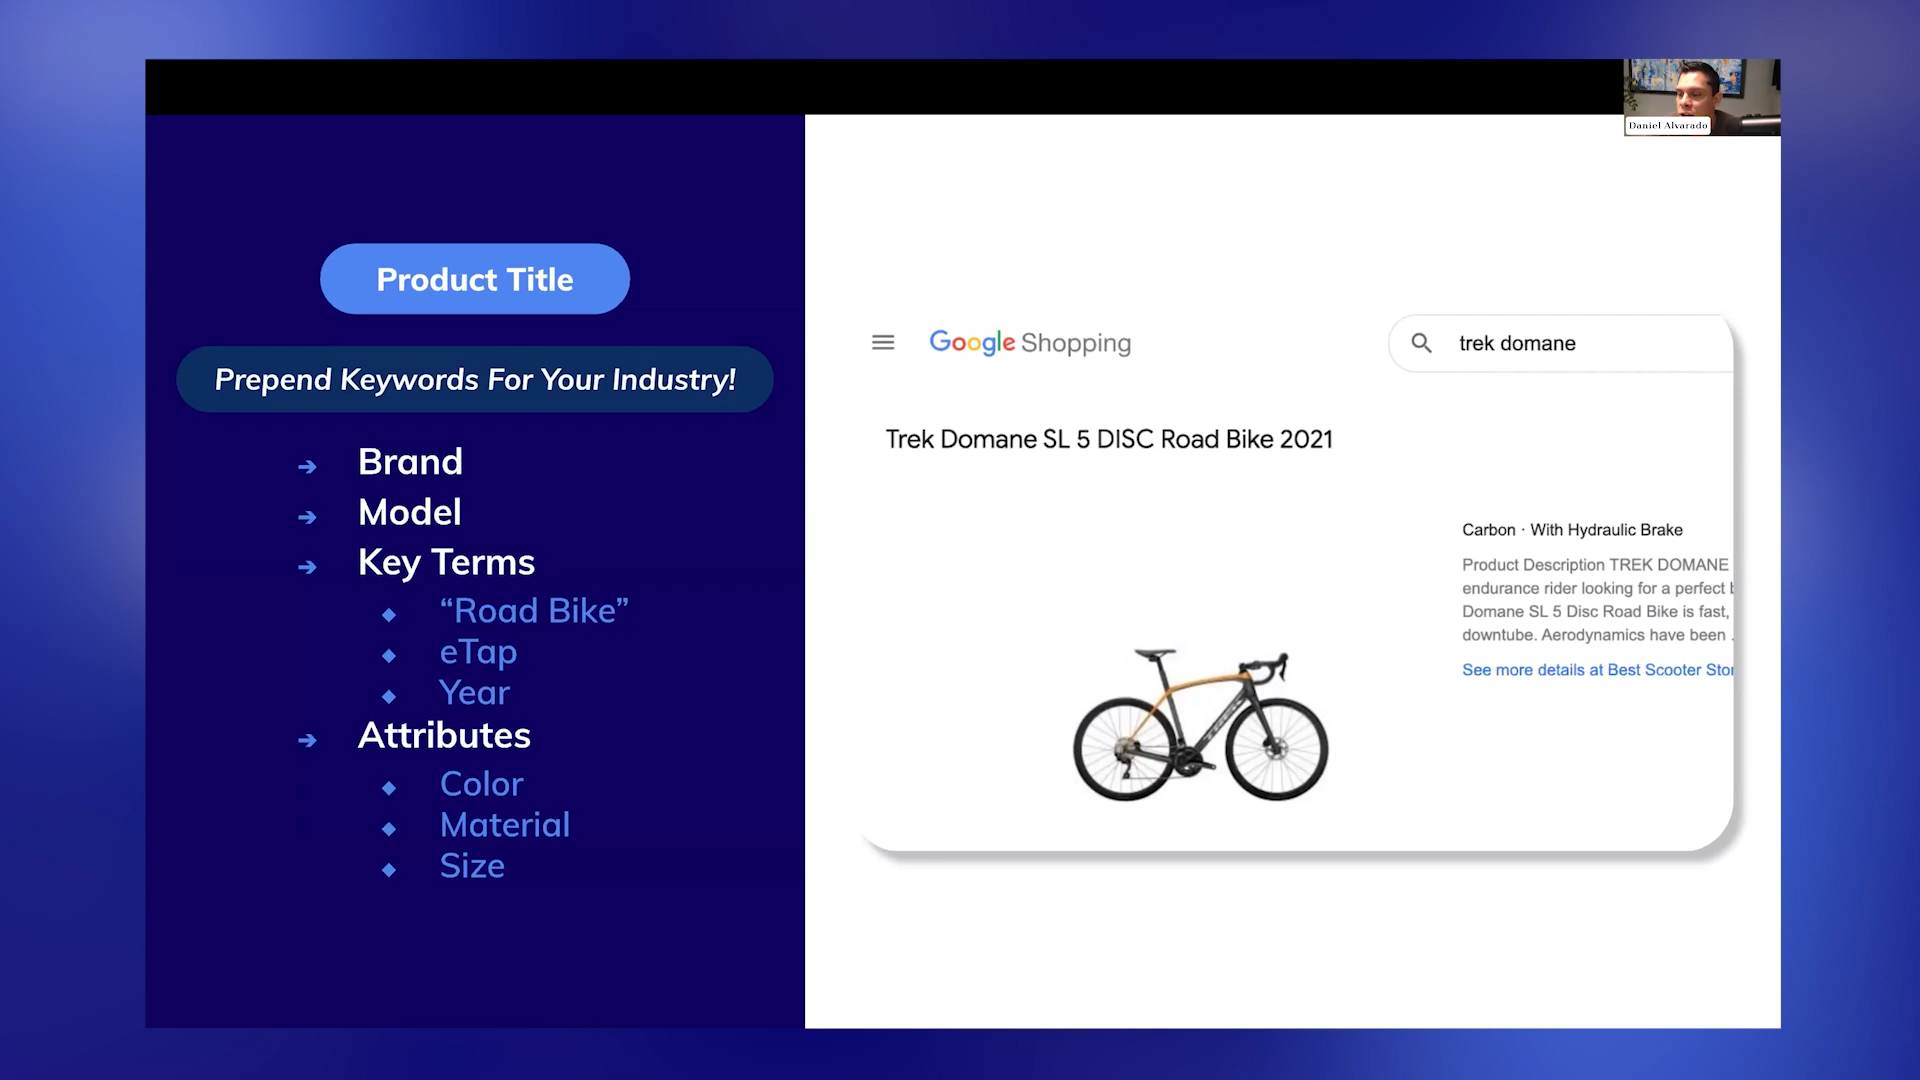 Daniel Alvarado
Product Title
Prepend Keywords For Your Industry!
Brand
Model
Key Terms
“Road Bike”
eTap
Year
Attributes
Color
Material
Size
Google Shopping
trek domane
Trek Domane SL 5 DISC Road Bike 2021
Carbon · With Hydraulic Brake
Product Description TREK DOMANE
endurance rider looking for a perfect
Domane SL 5 Disc Road Bike is fast,
downtube. Aerodynamics have been
See more details at Best Scooter
TREK